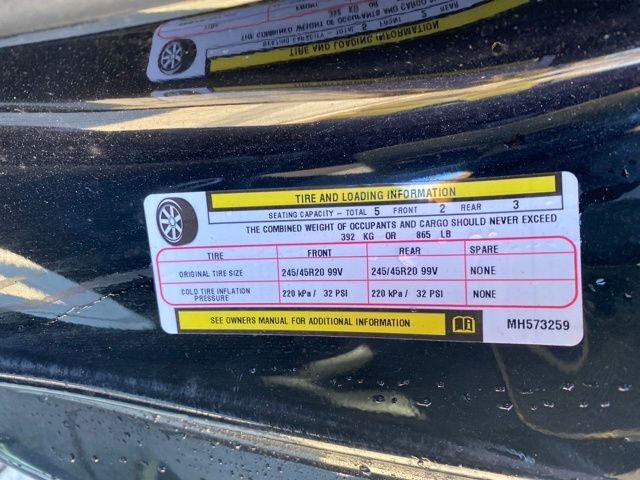 TIRE AND LOADING INFORMATION
SEATING CAPACITY - TOTAL 5 FRONT 2 REAR 3
THE COMBINED WEIGHT OF OCCUPANTS AND CARGO SHOULD NEVER EXCEED
392 KG OR 865 LB
TIRE FRONT REAR SPARE
ORIGINAL TIRE SIZE 245/45R20 99V 245/45R20 99V NONE
COLD TIRE INFLATION PRESSURE 220 kPa / 32 PSI 220 kPa / 32 PSI NONE
SEE OWNERS MANUAL FOR ADDITIONAL INFORMATION
MH573259